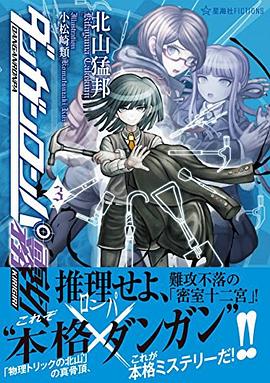 星海社FICTIONS
北山猛邦
Kitayama Takekuni
Illustration
小松崎類
Komatsuzaki Rui
ダンガンロンパ霧切
DANGANRONPA
KIRIGIRI
3
推理せよ、
難攻不落の
「密室十二宮」!
これぞ
“本格×ダンガンロンパ”!!
「物理トリックの北山」
の真骨頂、
これが
本格ミステリーだ!